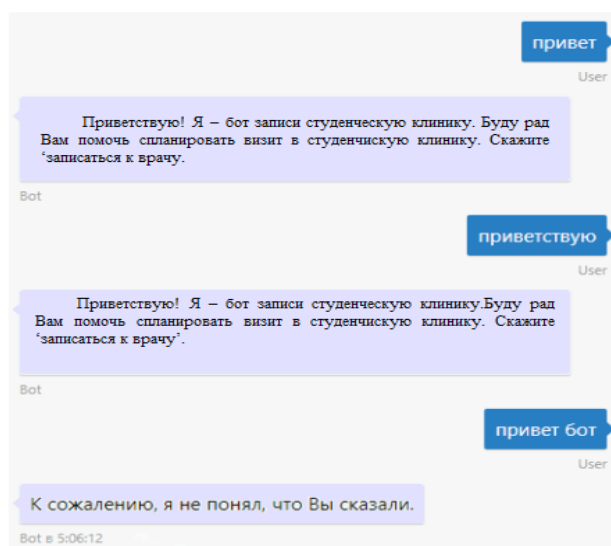 привет
User
Приветствую! Я – бот записи студенческую клинику. Буду рад
Вам помочь спланировать визит в студенчискую клинику. Скажите
‘записаться к врачу.
Bot
приветствую
User
Приветствую! Я – бот записи студенческую клинику.Буду рад
Вам помочь спланировать визит в студенчискую клинику. Скажите
‘записаться к врачу’.
Bot
привет бот
User
К сожалению, я не понял, что Вы сказали.
Bot в 5:06:12